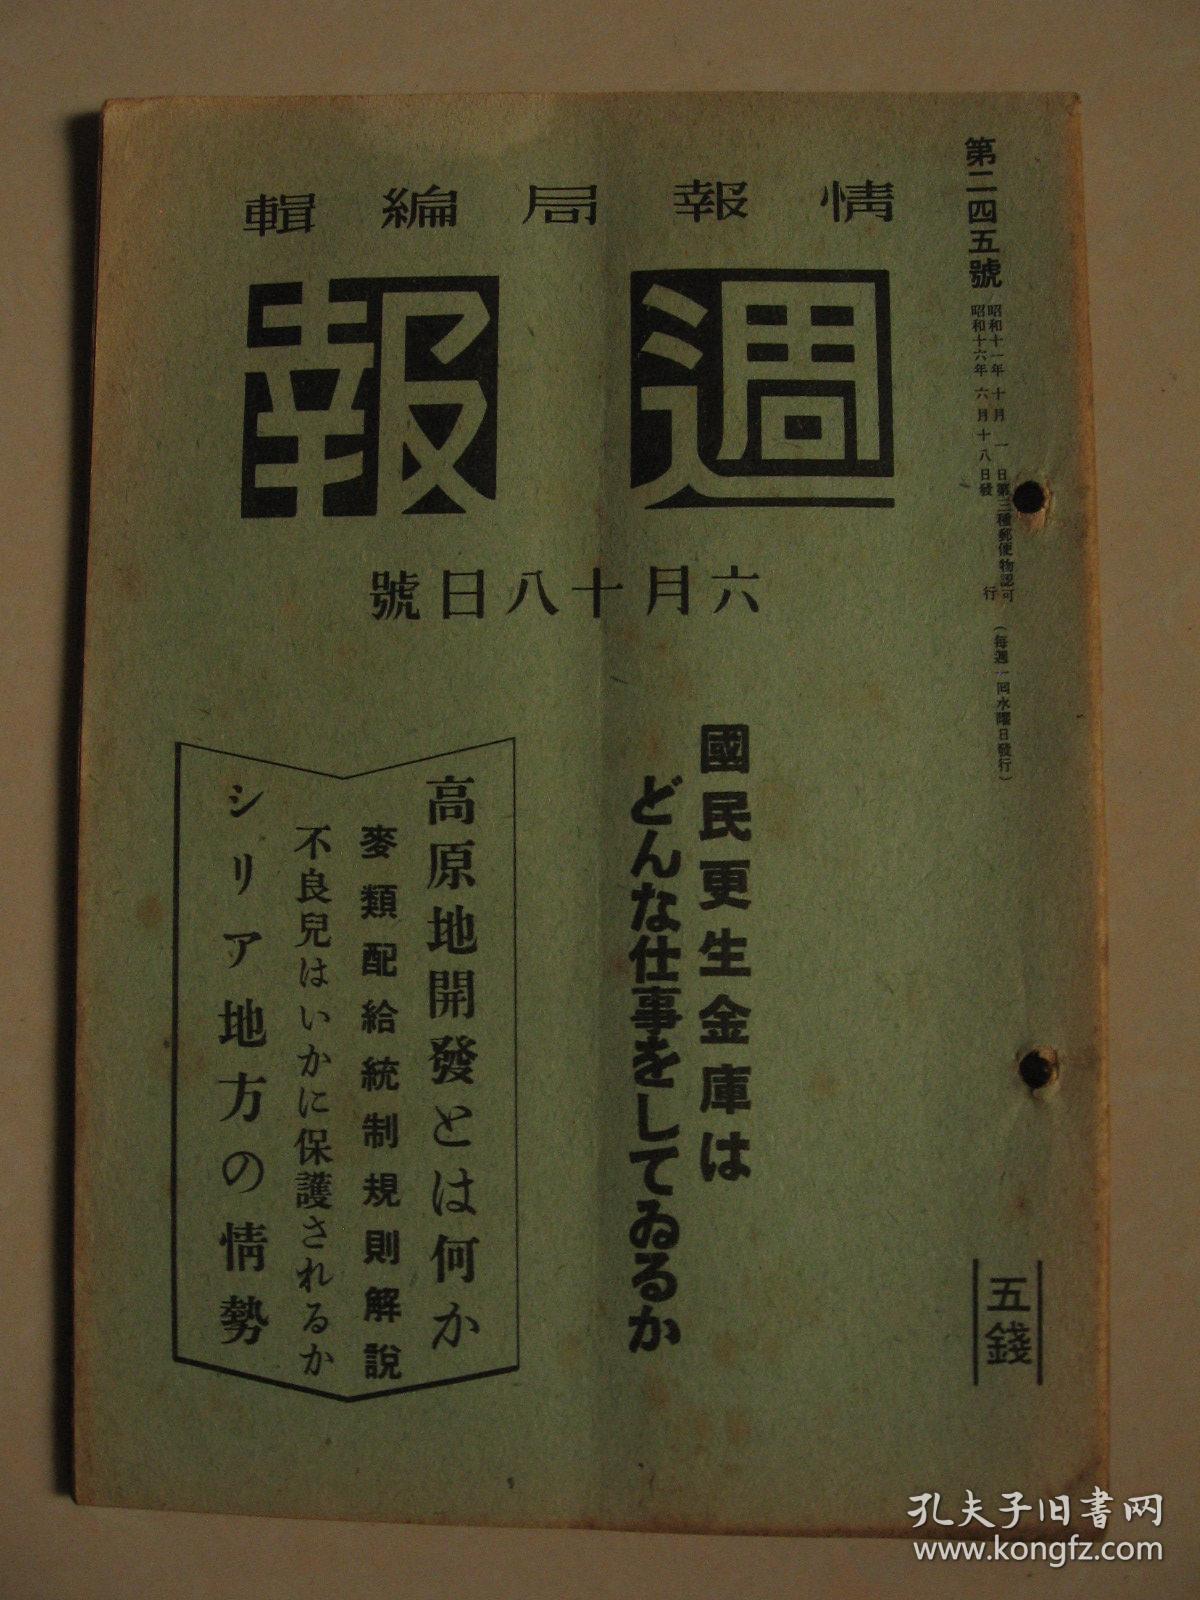 第二四五號
昭和十一年十月一日第三種郵便物認可
昭和十六年六月十八日發行
(每週一回水曜日發行)
情報局編輯
週報
六月十八日號
國民更生金庫は
どんな仕事をしてゐるか
高原地開發とは何か
麥類配給統制規則解說
不良兒はいかに保護されるか
シリア地方の情勢
五錢
孔夫子旧书网
www.kongfz.com